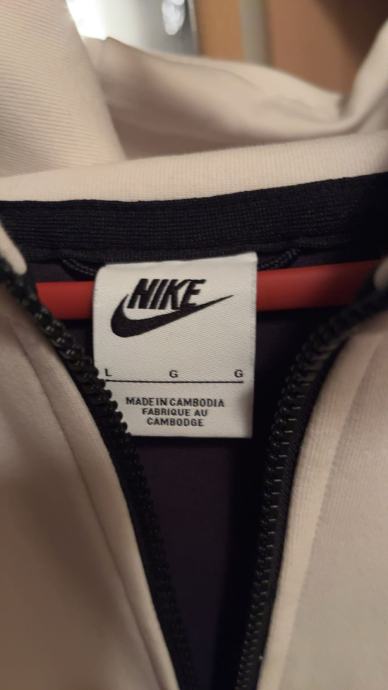 NIKE
L G G
MADE IN CAMBODIA
FABRIQUE AU
CAMBODGE